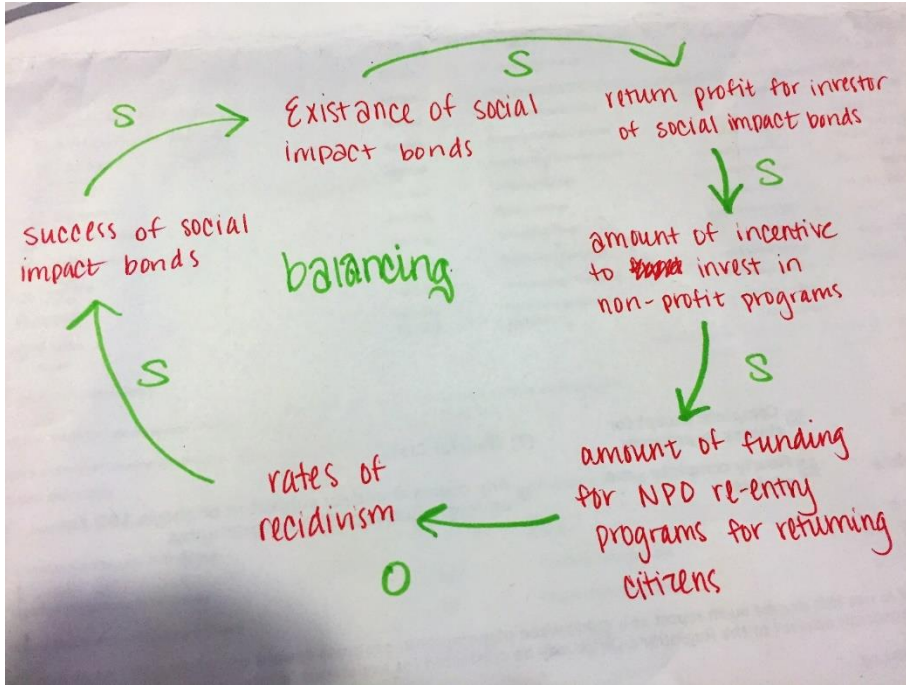 S
Existance of social
impact bonds
S
return profit for investor
of social impact bonds
S
amount of incentive
to invest in
non-profit programs
S
amount of funding
for NPO re-entry
programs for returning
citizens
O
rates of
recidivism
S
success of social
impact bonds
balancing